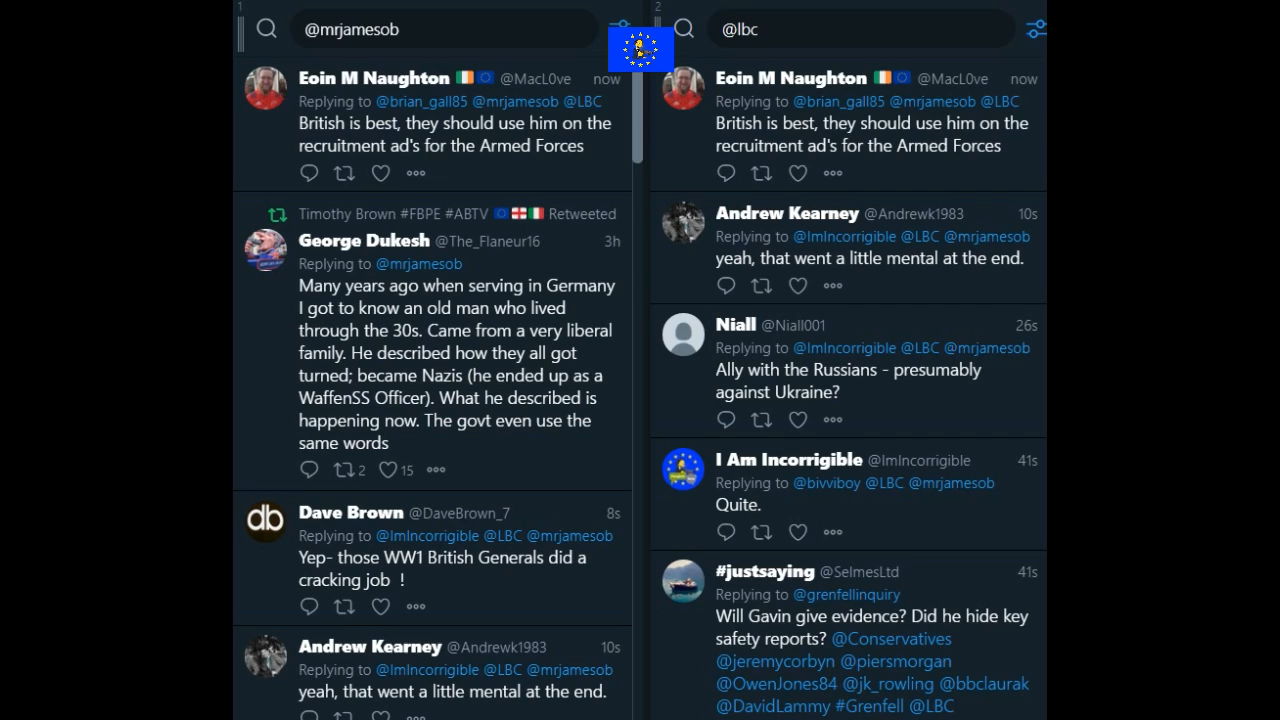 1
@mrjamesob
Eoin M Naughton @MacL0ve now
Replying to @brian_gall85 @mrjamesob @LBC
British is best, they should use him on the
recruitment ad's for the Armed Forces
Timothy Brown #FBPE #ABTV Retweeted
George Dukesh @The_Flaneur16 3h
Replying to @mrjamesob
Many years ago when serving in Germany
I got to know an old man who lived
through the 30s. Came from a very liberal
family. He described how they all got
turned; became Nazis (he ended up as a
WaffenSS Officer). What he described is
happening now. The govt even use the
same words
2 15
db
Dave Brown @DaveBrown_7 8s
Replying to @ImIncorrigible @LBC @mrjamesob
Yep- those WW1 British Generals did a
cracking job !
Andrew Kearney @Andrewk1983 10s
Replying to @ImIncorrigible @LBC @mrjamesob
yeah, that went a little mental at the end.
2
@lbc
Eoin M Naughton @MacL0ve now
Replying to @brian_gall85 @mrjamesob @LBC
British is best, they should use him on the
recruitment ad's for the Armed Forces
Andrew Kearney @Andrewk1983 10s
Replying to @ImIncorrigible @LBC @mrjamesob
yeah, that went a little mental at the end.
Niall @Niall001 26s
Replying to @ImIncorrigible @LBC @mrjamesob
Ally with the Russians - presumably
against Ukraine?
I Am Incorrigible @ImIncorrigible 41s
Replying to @bivviboy @LBC @mrjamesob
Quite.
#justsaying @SelmesLtd 41s
Replying to @grenfellinquiry
Will Gavin give evidence? Did he hide key
safety reports? @Conservatives
@jeremycorbyn @piersmorgan
@OwenJones84 @jk_rowling @bbclaurak
@DavidLammy #Grenfell @LBC